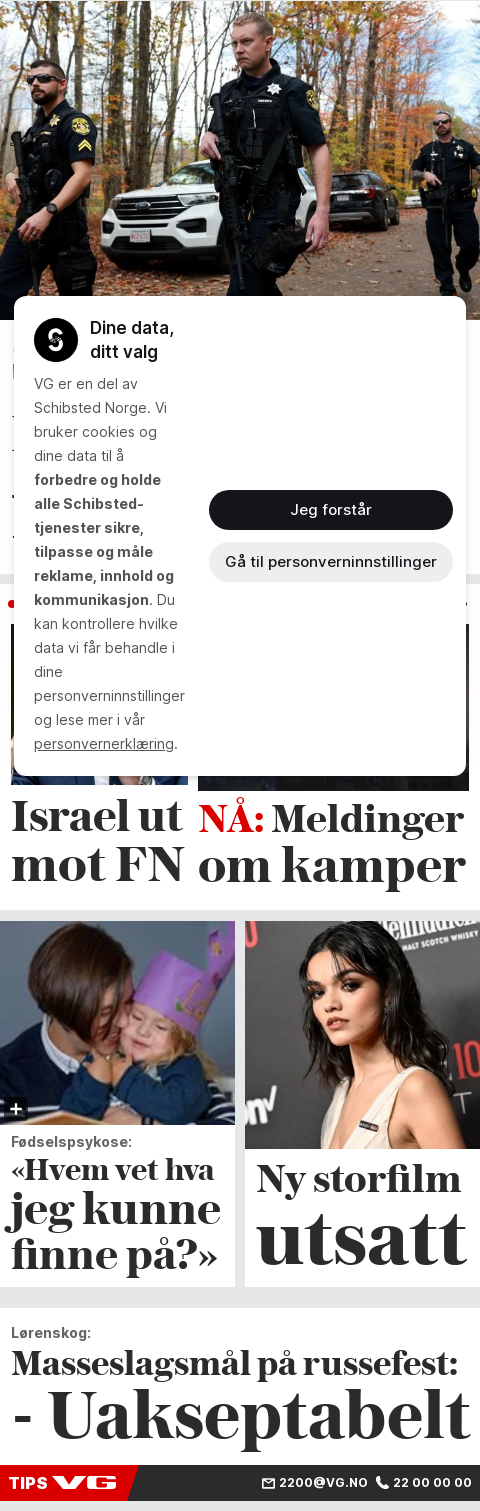 Dine data,
ditt valg
VG er en del av
Schibsted Norge. Vi
bruker cookies og
dine data til å
forbedre og holde
alle Schibsted-
tjenester sikre,
tilpasse og måle
reklame, innhold og
kommunikasjon. Du
kan kontrollere hvilke
data vi får behandle i
dine
personverninnstillinger
og lese mer i vår
personvernerklæring.
Jeg forstår
Gå til personverninnstillinger
Israel ut
mot FN
NÅ: Meldinger
om kamper
MALT SCOTCH WHISKY
10
Fødselspsykose:
«Hvem vet hva
jeg kunne
finne på?»
Ny storfilm
utsatt
Lørenskog:
Masseslagsmål på russefest:
- Uakseptabelt
TIPS VG 2200@VG.NO 22 00 00 00